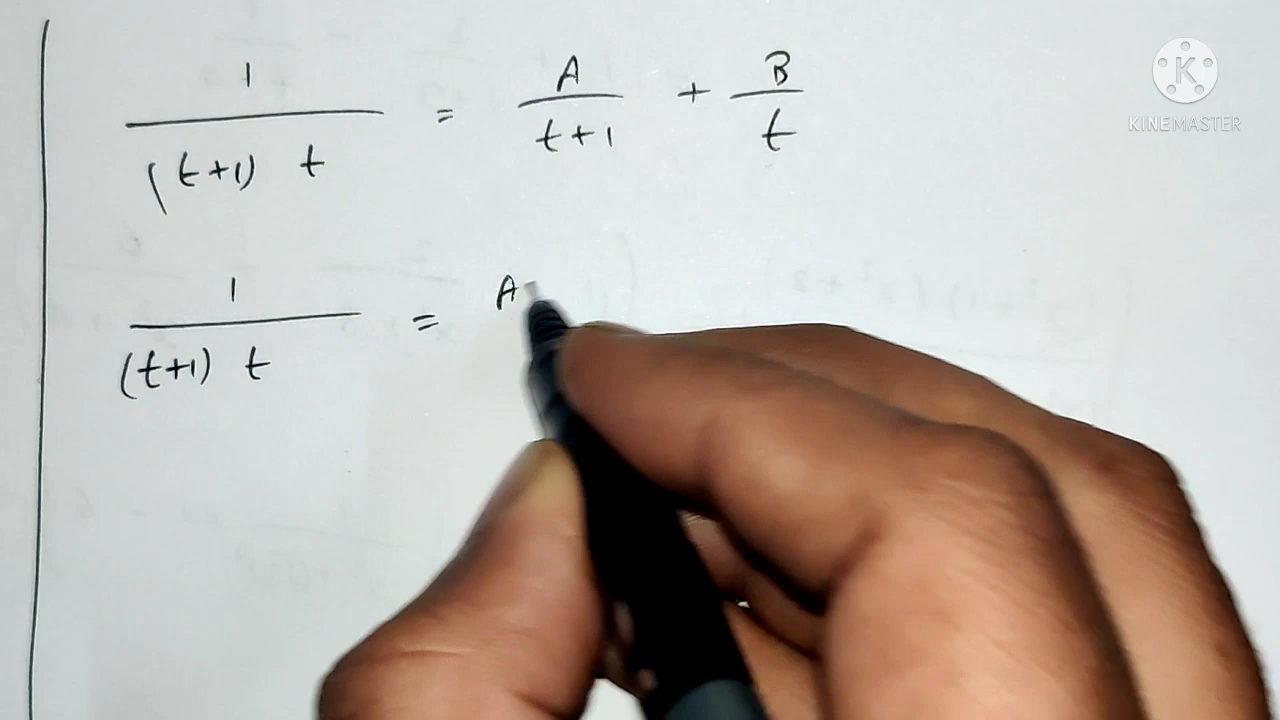 1/((t+1) t) = A/(t+1) + B/t
1/((t+1) t) = A
K
KINEMASTER